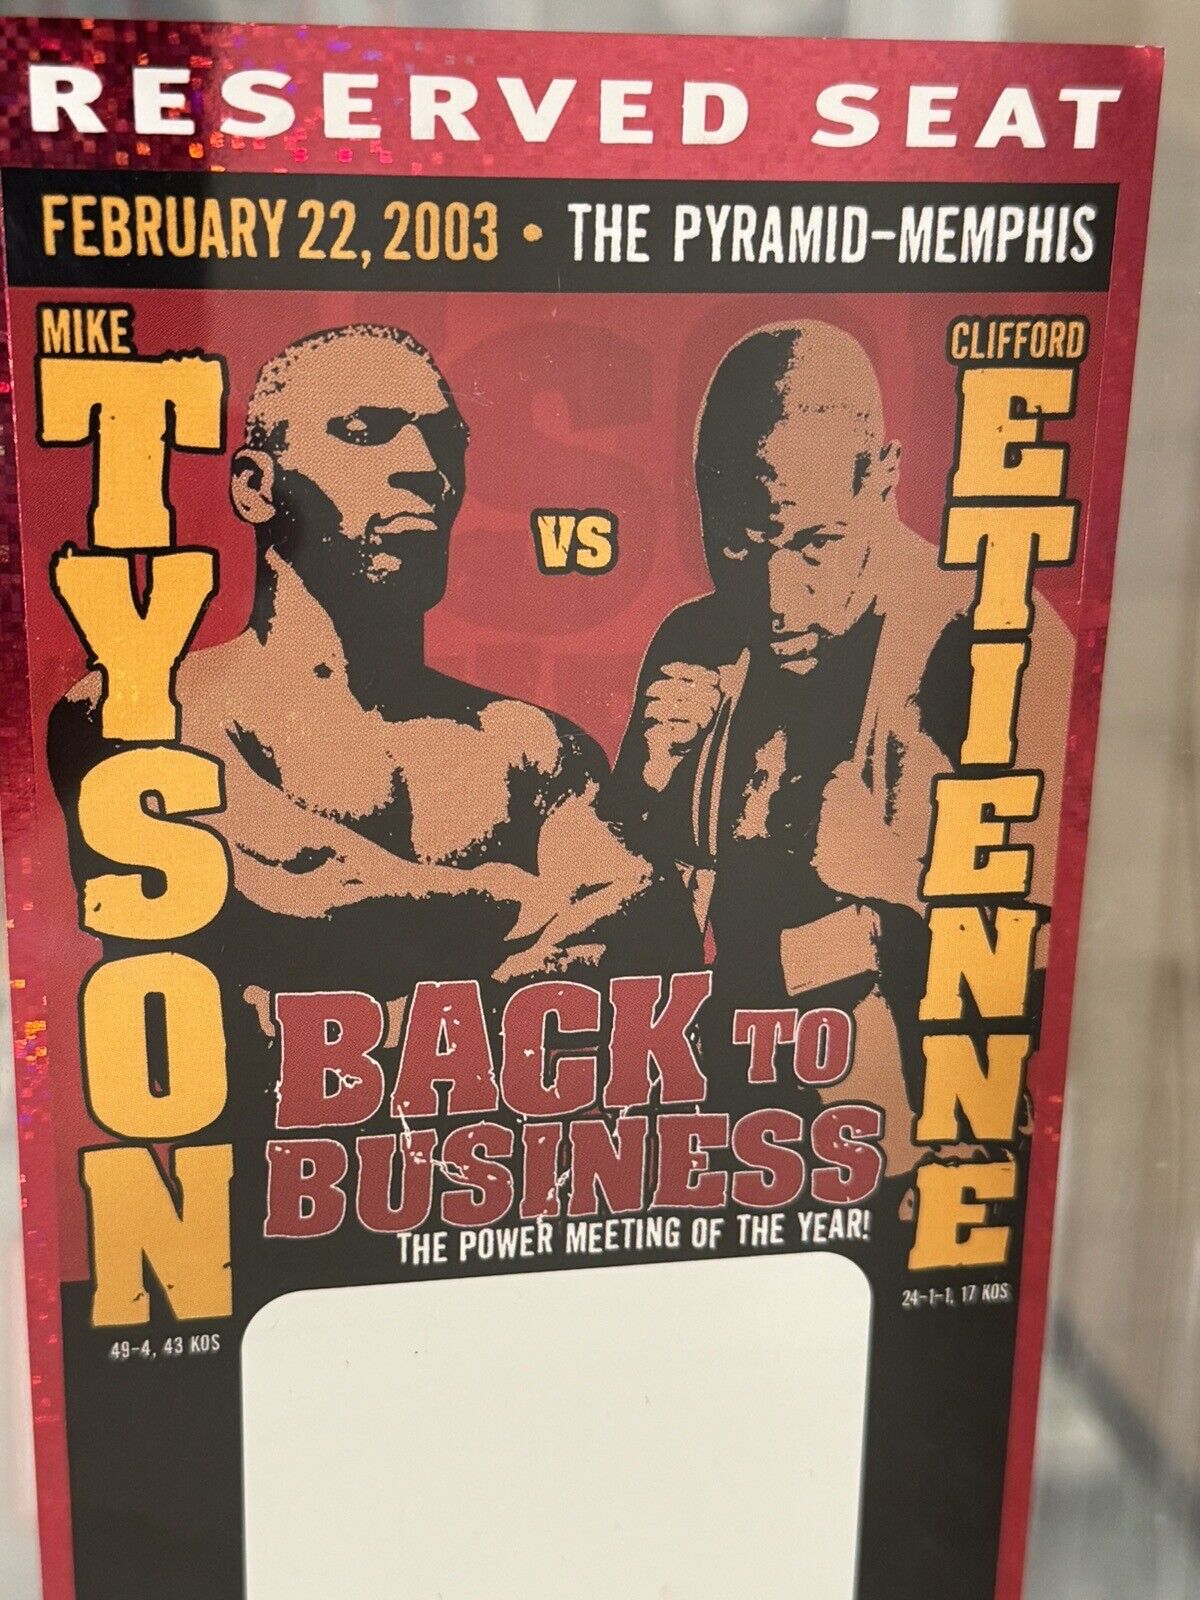 RESERVED SEAT
FEBRUARY 22, 2003 • THE PYRAMID-MEMPHIS
MIKE
TYSON
VS
CLIFFORD
ETIENNE
BACK TO
BUSINESS
THE POWER MEETING OF THE YEAR!
49-4, 43 KOS
24-1-1, 17 KOS